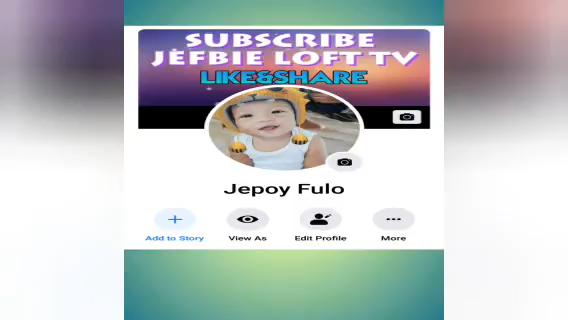 SUBSCRIBE
JEFBIE LOFT TV
LIKE&SHARE
Jepoy Fulo
Add to Story
View As
Edit Profile
More